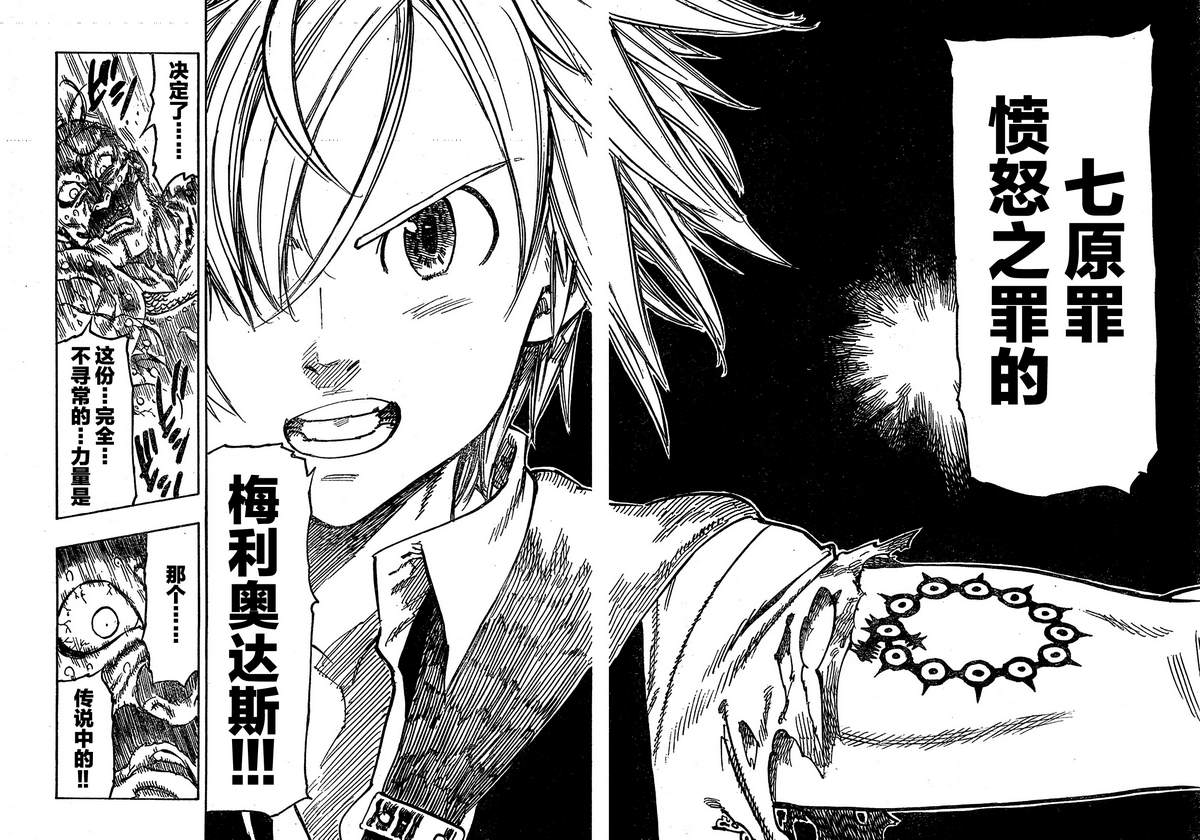 七原罪
愤怒之罪的
梅利奥达斯!!!
决定了……
这份…完全…
不寻常的…力量是
那个……
传说中的!!